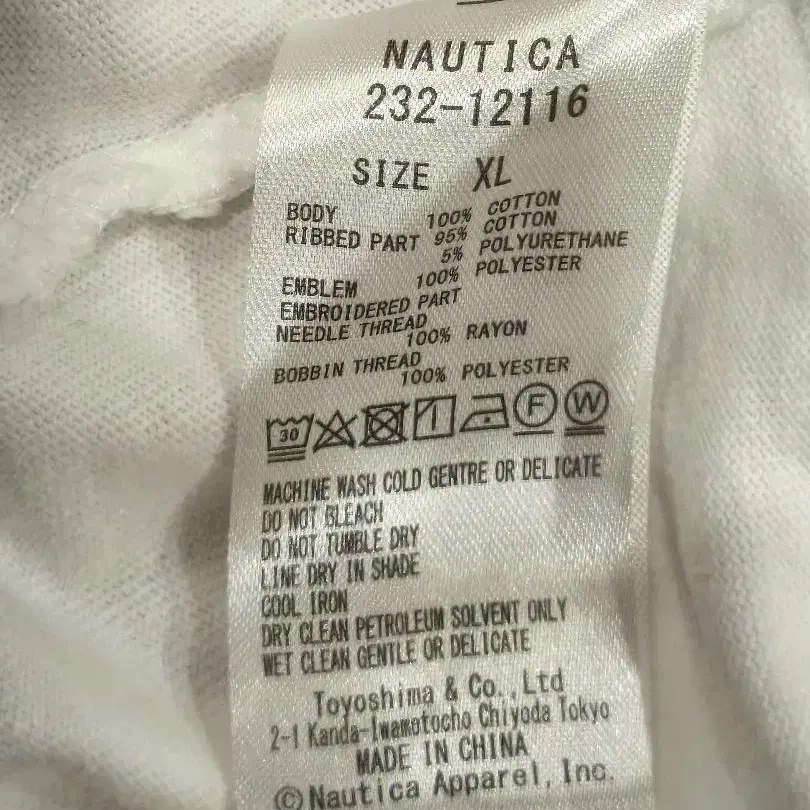 NAUTICA
232-12116
SIZE XL
BODY 100% COTTON
RIBBED PART 95% COTTON
5% POLYURETHANE
EMBLEM 100% POLYESTER
EMBROIDERED PART
NEEDLE THREAD
100% RAYON
BOBBIN THREAD
100% POLYESTER
30 F W
MACHINE WASH COLD GENTRE OR DELICATE
DO NOT BLEACH
DO NOT TUMBLE DRY
LINE DRY IN SHADE
COOL IRON
DRY CLEAN PETROLEUM SOLVENT ONLY
WET CLEAN GENTLE OR DELICATE
Toyoshima & Co.,Ltd
2-1 Kanda-Iwamotocho Chiyoda Tokyo
MADE IN CHINA
©Nautica Apparel, Inc.